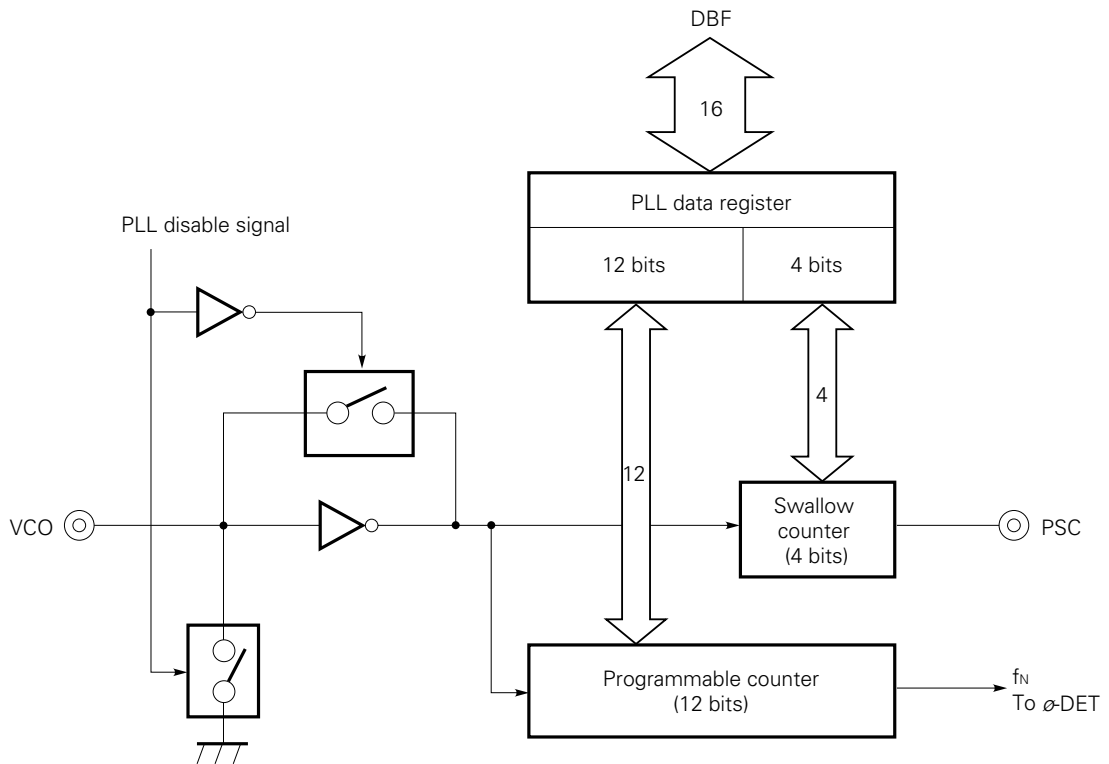 DBF
16
PLL data register
12 bits
4 bits
PLL disable signal
4
12
VCO
Swallow
counter
(4 bits)
PSC
Programmable counter
(12 bits)
fN
To ø-DET